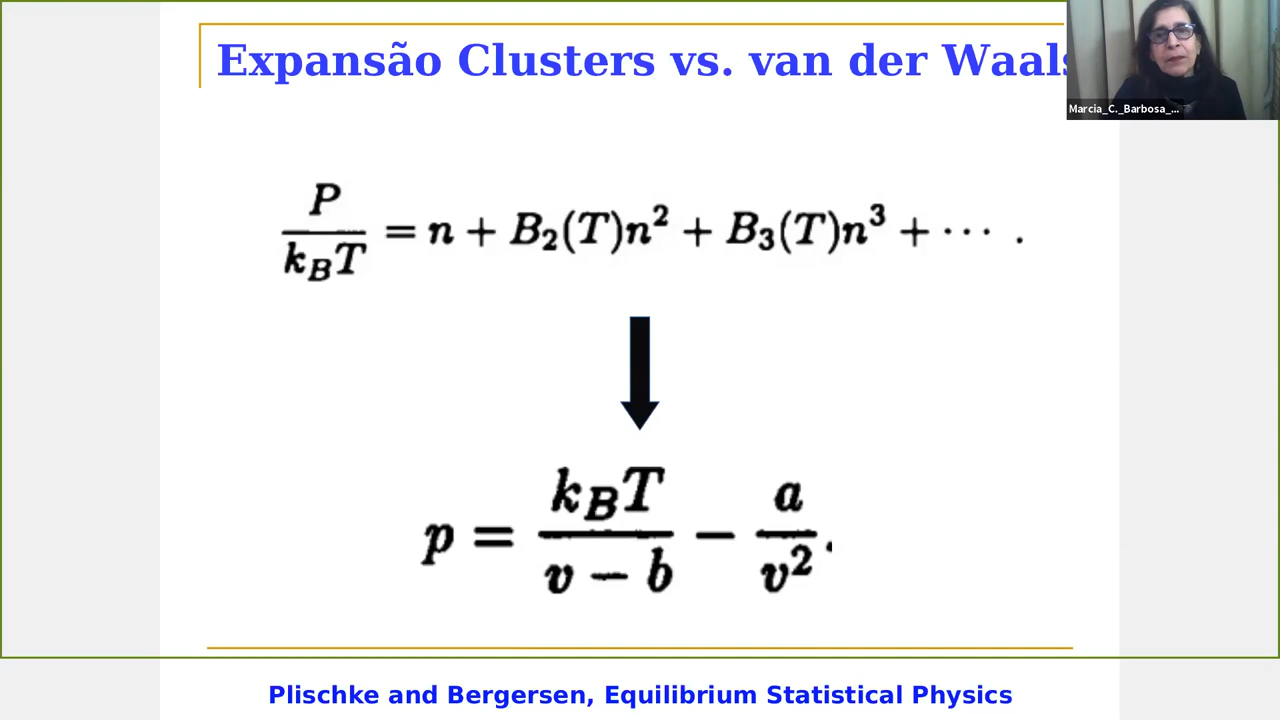 Expansão Clusters vs. van der Waals
Marcia_C._Barbosa_...
P/(k_BT) = n + B_2(T)n^2 + B_3(T)n^3 + ⋯ .
p = k_BT/(v − b) − a/v^2.
Plischke and Bergersen, Equilibrium Statistical Physics